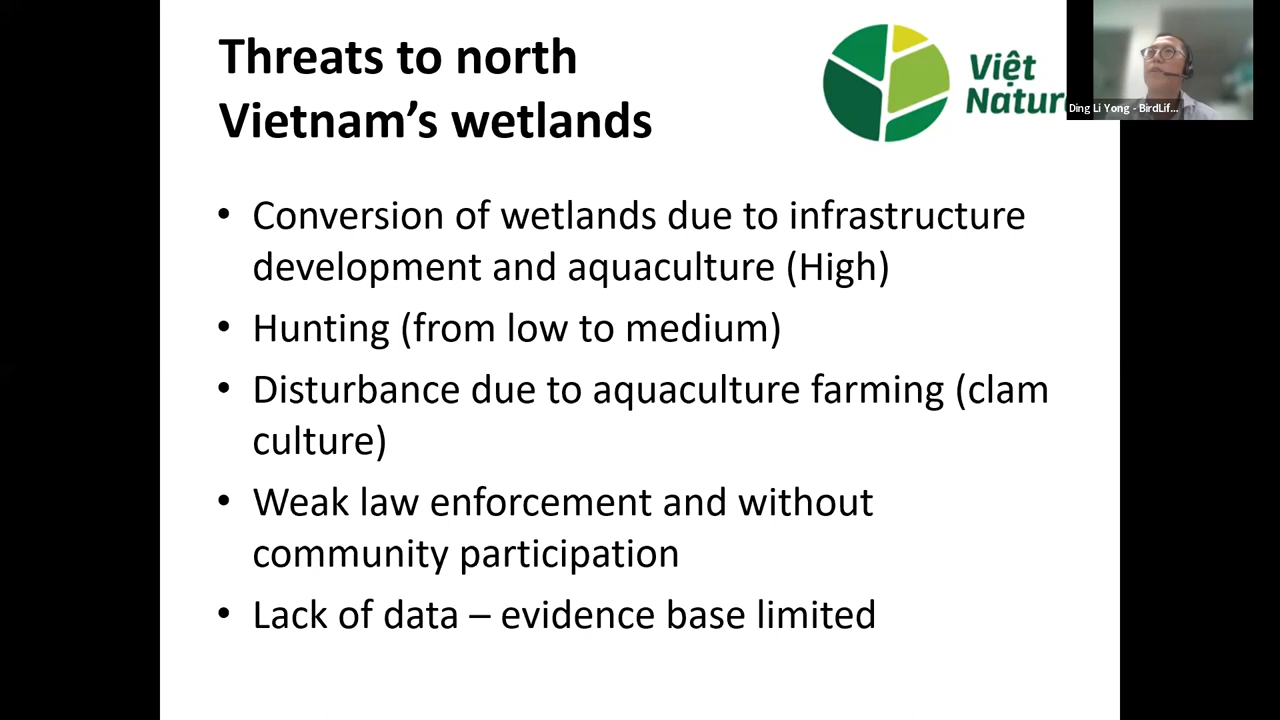 Threats to north
Vietnam’s wetlands
Việt
Natur
Ding Li Yong - BirdLif...
• Conversion of wetlands due to infrastructure
development and aquaculture (High)
• Hunting (from low to medium)
• Disturbance due to aquaculture farming (clam
culture)
• Weak law enforcement and without
community participation
• Lack of data – evidence base limited